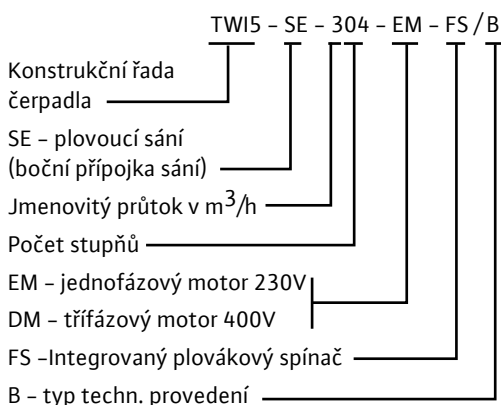 TWI5 – SE – 304 – EM – FS / B
Konstrukční řada
čerpadla
SE – plovoucí sání
(boční přípojka sání)
Jmenovitý průtok v m³/h
Počet stupňů
EM – jednofázový motor 230V
DM – třífázový motor 400V
FS –Integrovaný plovákový spínač
B – typ techn. provedení